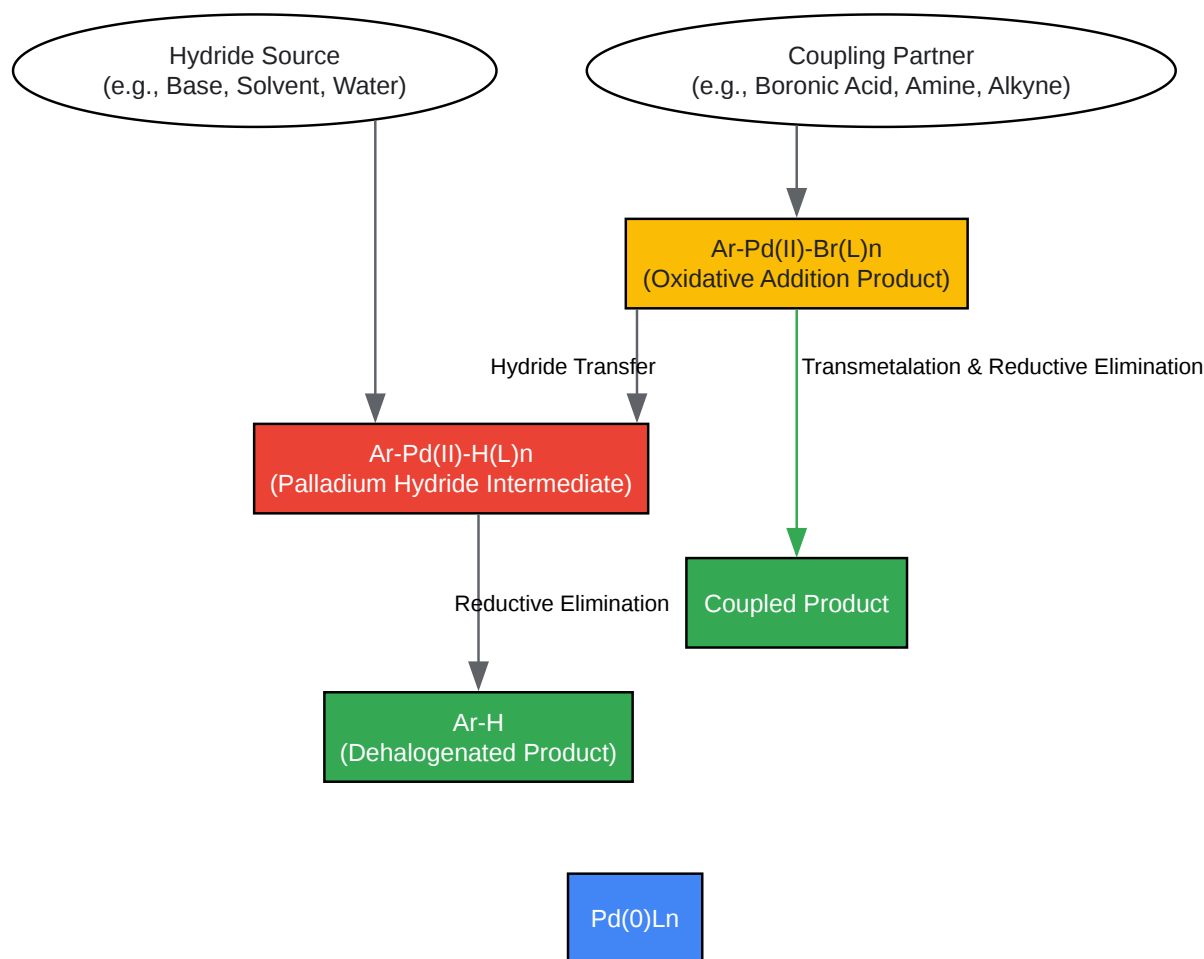 Hydride Source
(e.g., Base, Solvent, Water)
Coupling Partner
(e.g., Boronic Acid, Amine, Alkyne)
Ar-Pd(II)-Br(L)n
(Oxidative Addition Product)
Hydride Transfer
Transmetalation & Reductive Elimination
Ar-Pd(II)-H(L)n
(Palladium Hydride Intermediate)
Reductive Elimination
Coupled Product
Ar-H
(Dehalogenated Product)
Pd(0)Ln